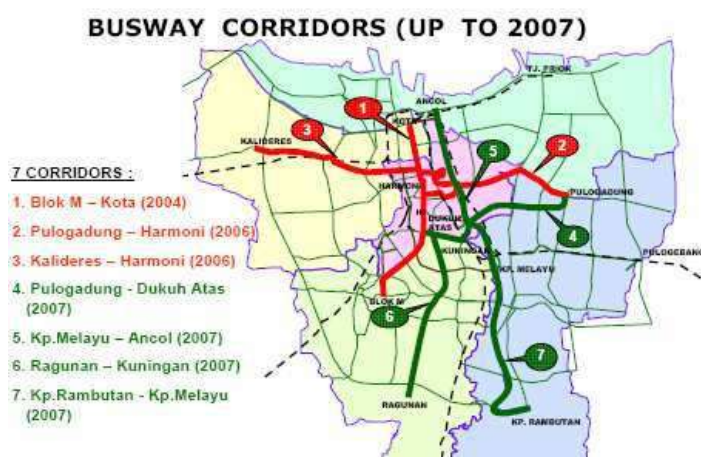 BUSWAY CORRIDORS (UP TO 2007)
TJ. PRIOK
ANCOL
1
KOTA
3
KALIDERES
5
2
7 CORRIDORS :
HARMONI
PULOGADUNG
1. Blok M – Kota (2004)
2. Pulogadung – Harmoni (2006)
3. Kalideres – Harmoni (2006)
4. Pulogadung - Dukuh Atas
(2007)
5. Kp.Melayu – Ancol (2007)
6. Ragunan – Kuningan (2007)
7. Kp.Rambutan - Kp.Melayu
(2007)
DUKUH
ATAS
4
KUNINGAN
PULOGEBANG
KP. MELAYU
BLOK M
6
7
RAGUNAN
KP. RAMBUTAN